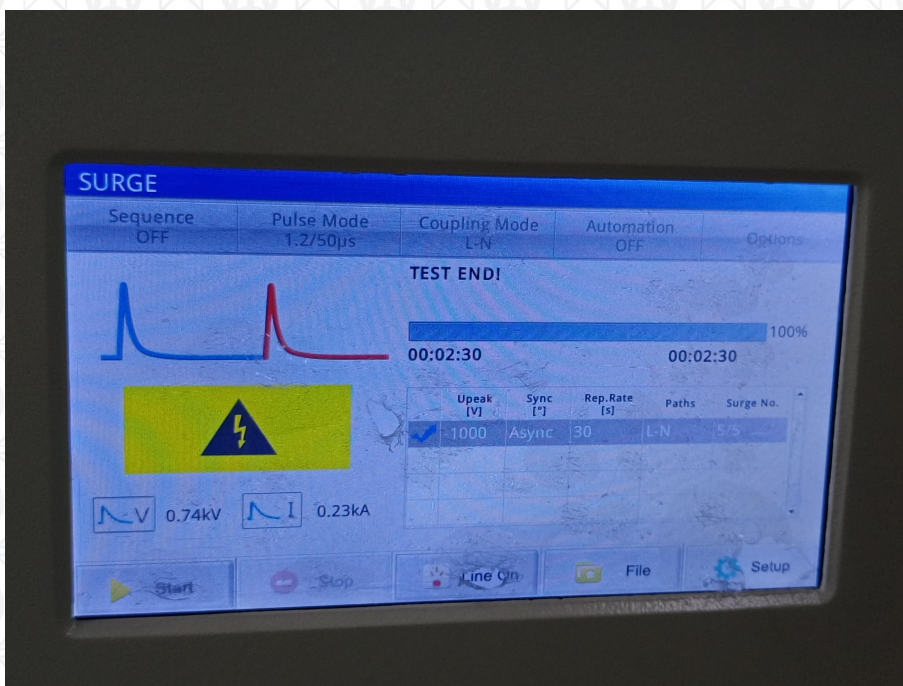 SURGE
Sequence
OFF
Pulse Mode
1.2/50µs
Coupling Mode
L-N
Automation
OFF
Options
TEST END!
100%
00:02:30 00:02:30
Upeak [V] Sync [°] Rep.Rate [s] Paths Surge No.
1000 Async 30 L-N 5/5
V 0.74kV I 0.23kA
Start
Stop
Line On
File
Setup